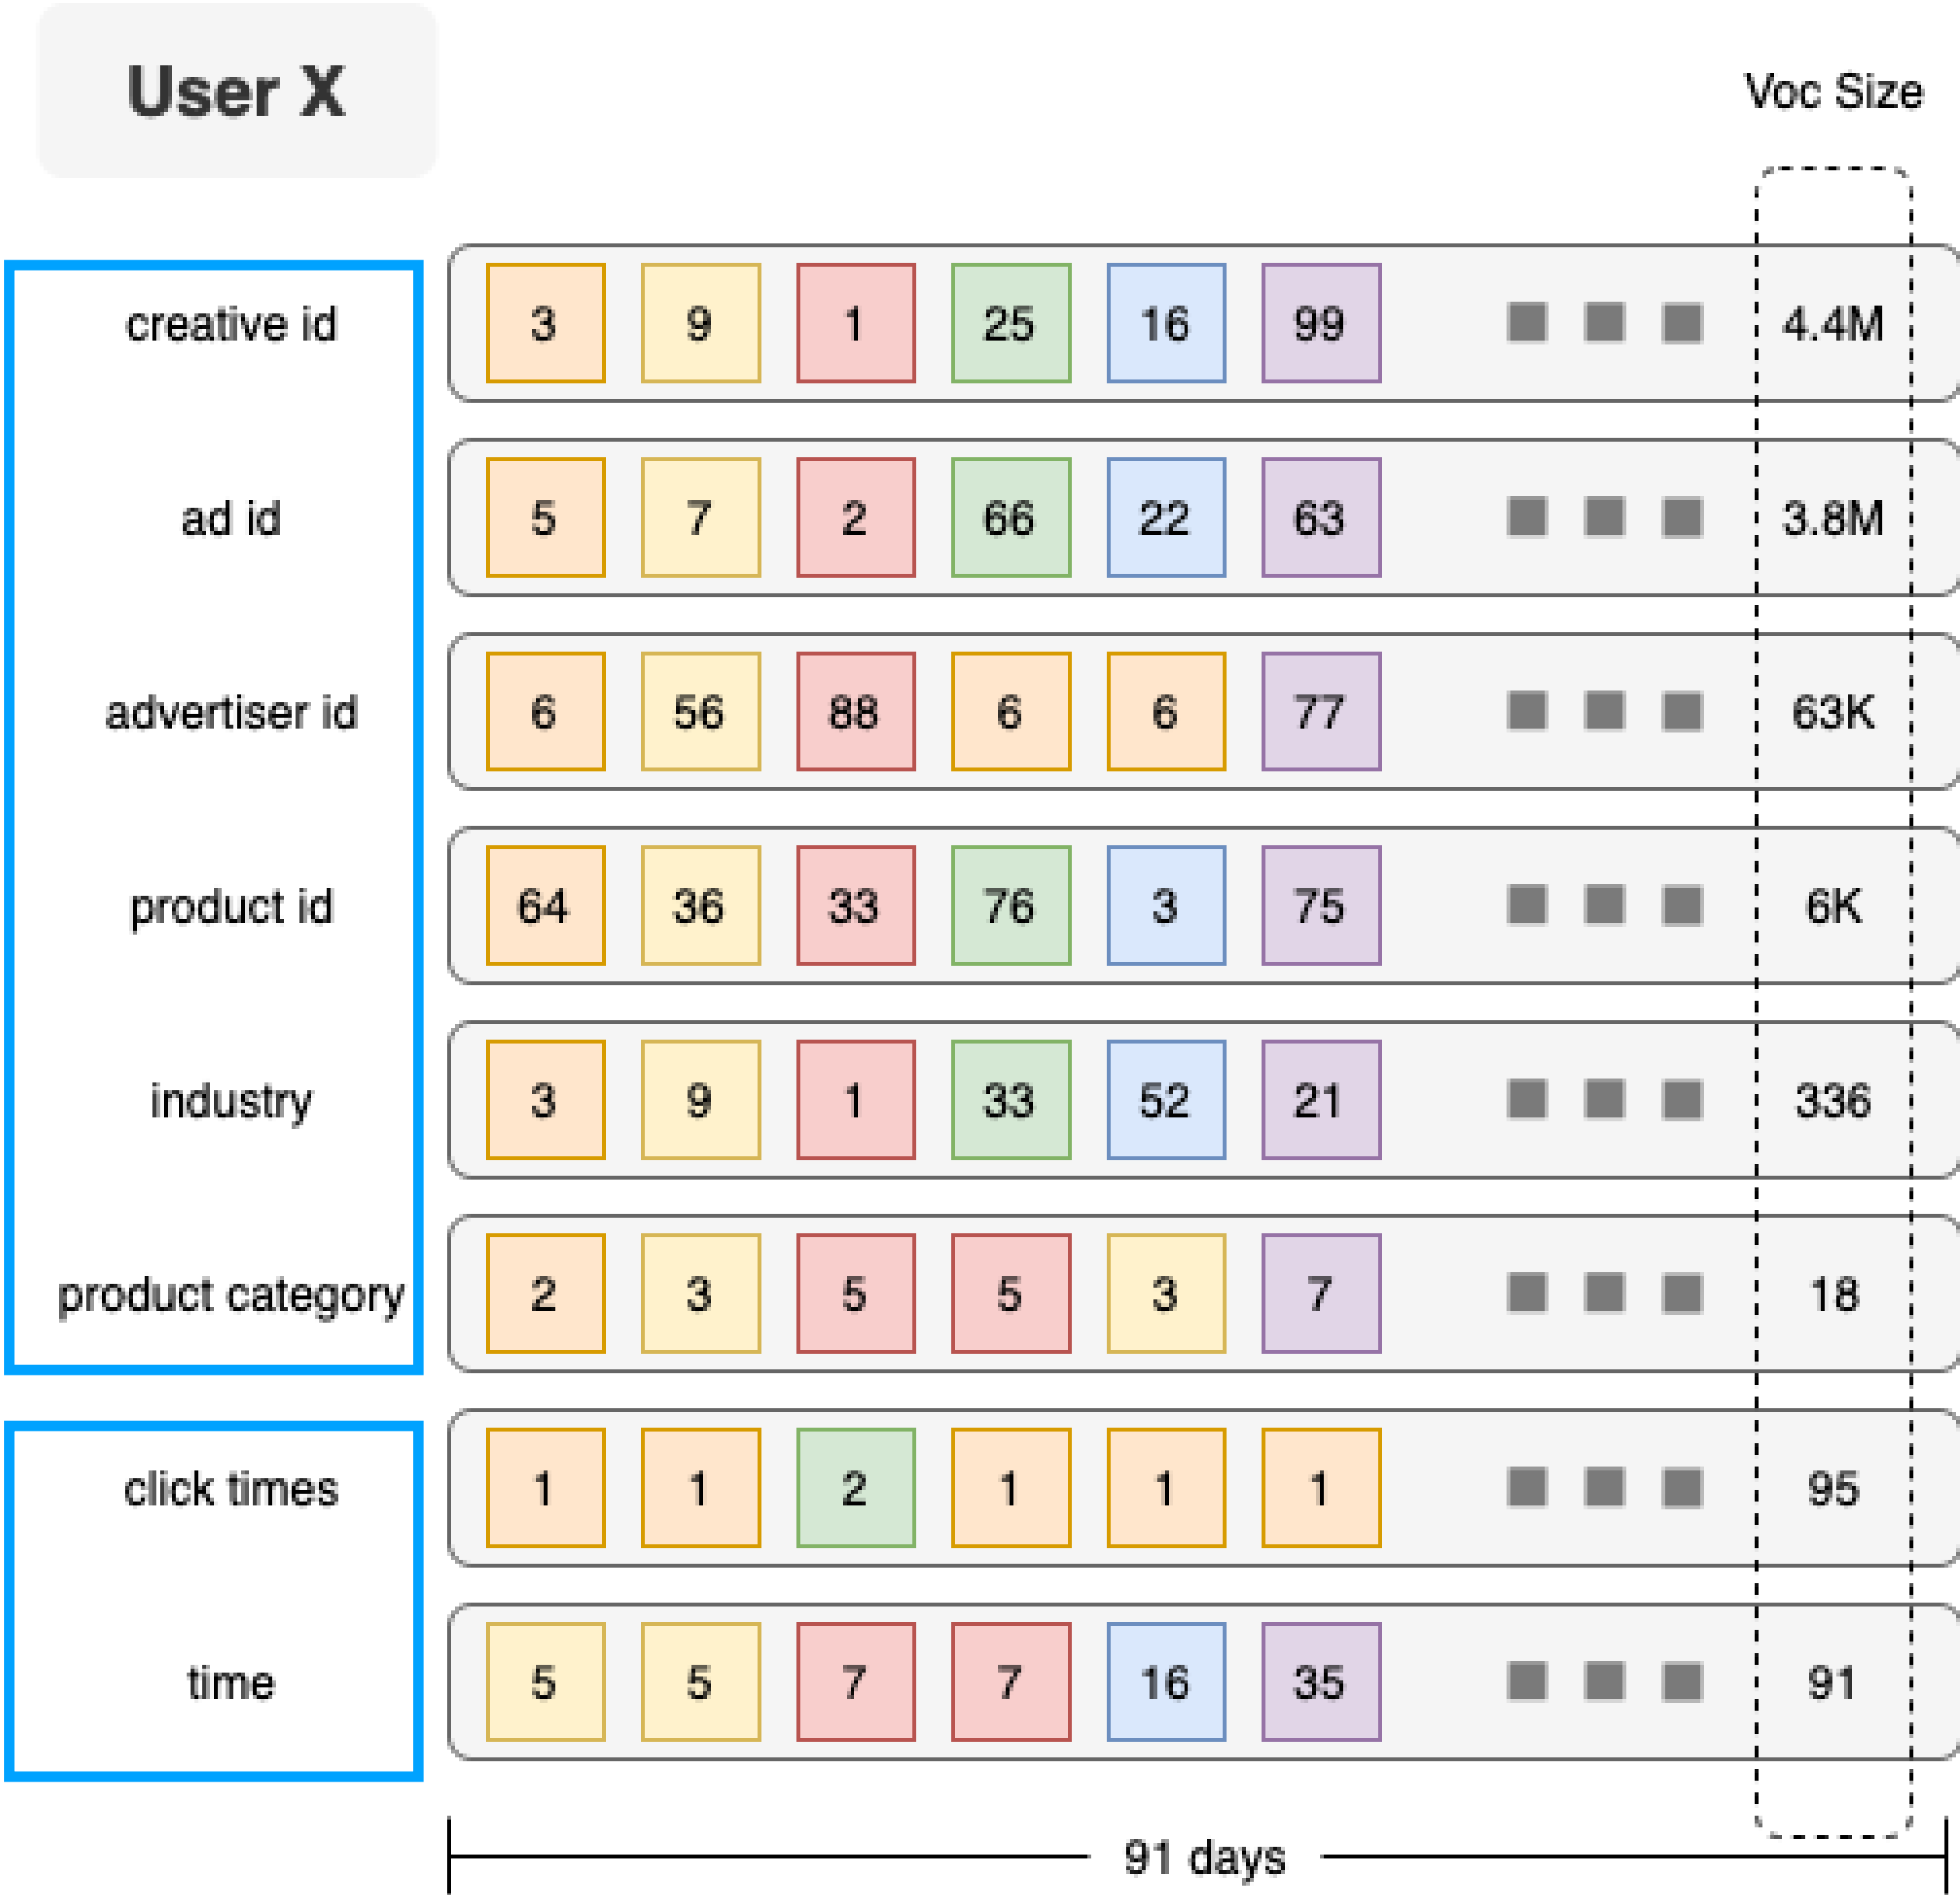 User X
Voc Size
creative id 3 9 1 25 16 99 4.4M
ad id 5 7 2 66 22 63 3.8M
advertiser id 6 56 88 6 6 77 63K
product id 64 36 33 76 3 75 6K
industry 3 9 1 33 52 21 336
product category 2 3 5 5 3 7 18
click times 1 1 2 1 1 1 95
time 5 5 7 7 16 35 91
91 days